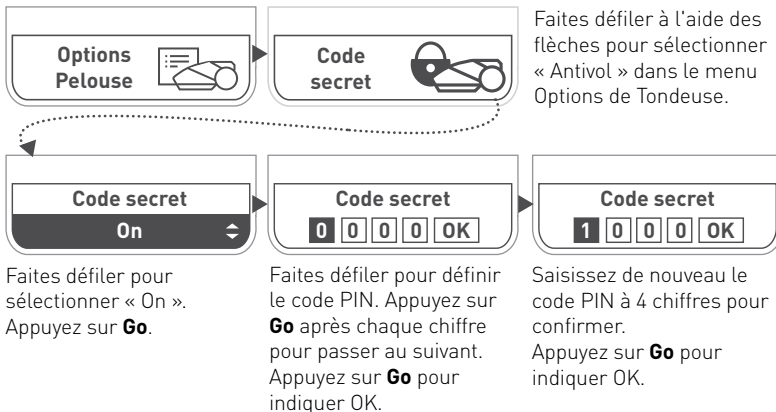 Options
Pelouse
Code
secret
Faites défiler à l'aide des
flèches pour sélectionner
« Antivol » dans le menu
Options de Tondeuse.
Code secret
On
Faites défiler pour
sélectionner « On ».
Appuyez sur Go.
Code secret
0 0 0 0 OK
Faites défiler pour définir
le code PIN. Appuyez sur
Go après chaque chiffre
pour passer au suivant.
Appuyez sur Go pour
indiquer OK.
Code secret
1 0 0 0 OK
Saisissez de nouveau le
code PIN à 4 chiffres pour
confirmer.
Appuyez sur Go pour
indiquer OK.